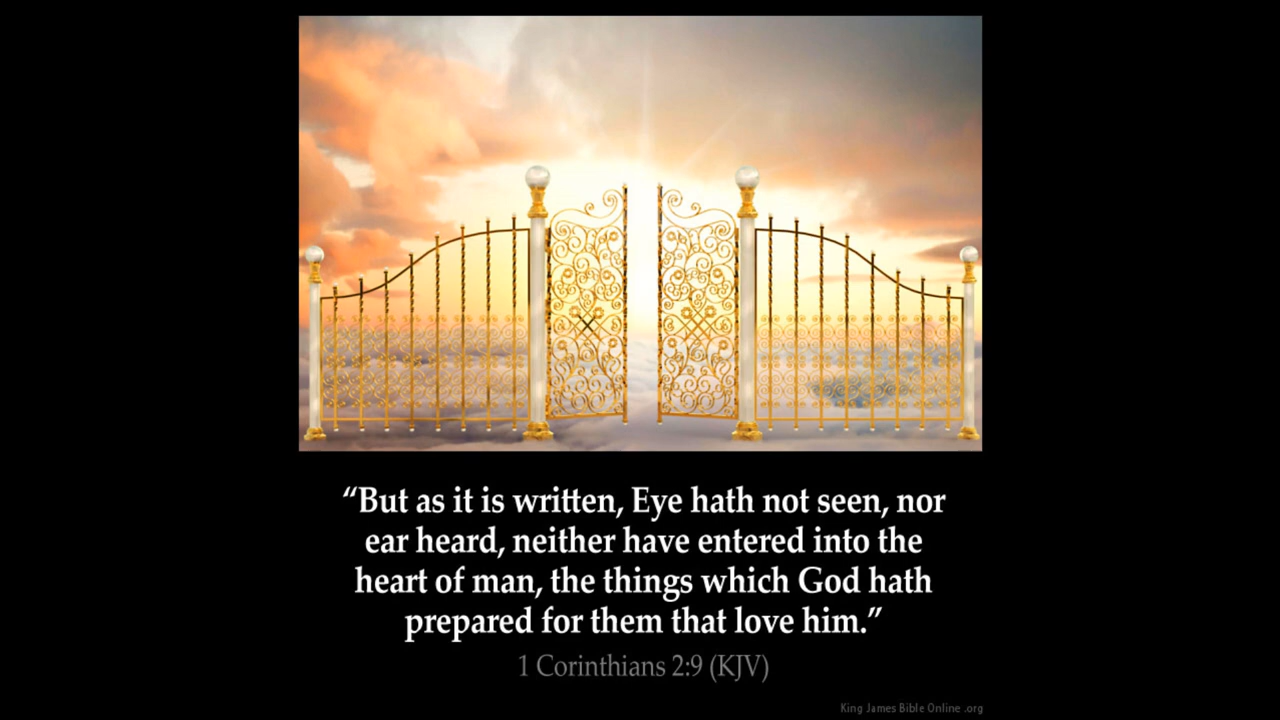 “But as it is written, Eye hath not seen, nor
ear heard, neither have entered into the
heart of man, the things which God hath
prepared for them that love him.”
1 Corinthians 2:9 (KJV)
King James Bible Online .org